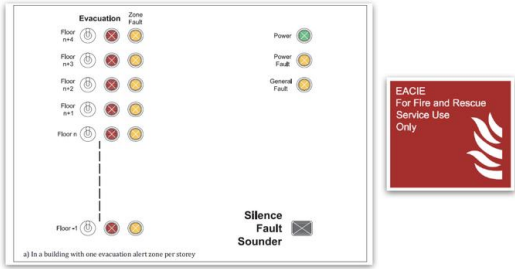 Evacuation
Zone
Fault
Floor
n+4
Power
Floor
n+3
Power
Fault
Floor
n+2
General
Fault
Floor
n+1
Floor n
Floor -1
Silence
Fault
Sounder
a) In a building with one evacuation alert zone per storey
EACIE
For Fire and Rescue
Service Use
Only